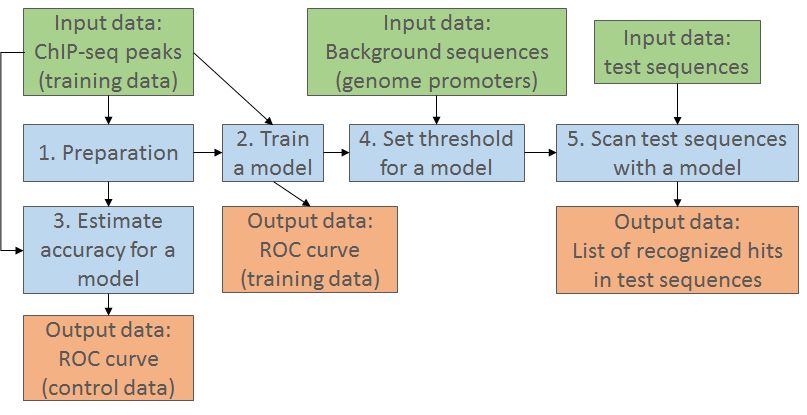 Input data:
ChIP-seq peaks
(training data)
Input data:
Background sequences
(genome promoters)
Input data:
test sequences
1. Preparation
2. Train
a model
4. Set threshold
for a model
5. Scan test sequences
with a model
3. Estimate
accuracy for a
model
Output data:
ROC curve
(training data)
Output data:
List of recognized hits
in test sequences
Output data:
ROC curve
(control data)